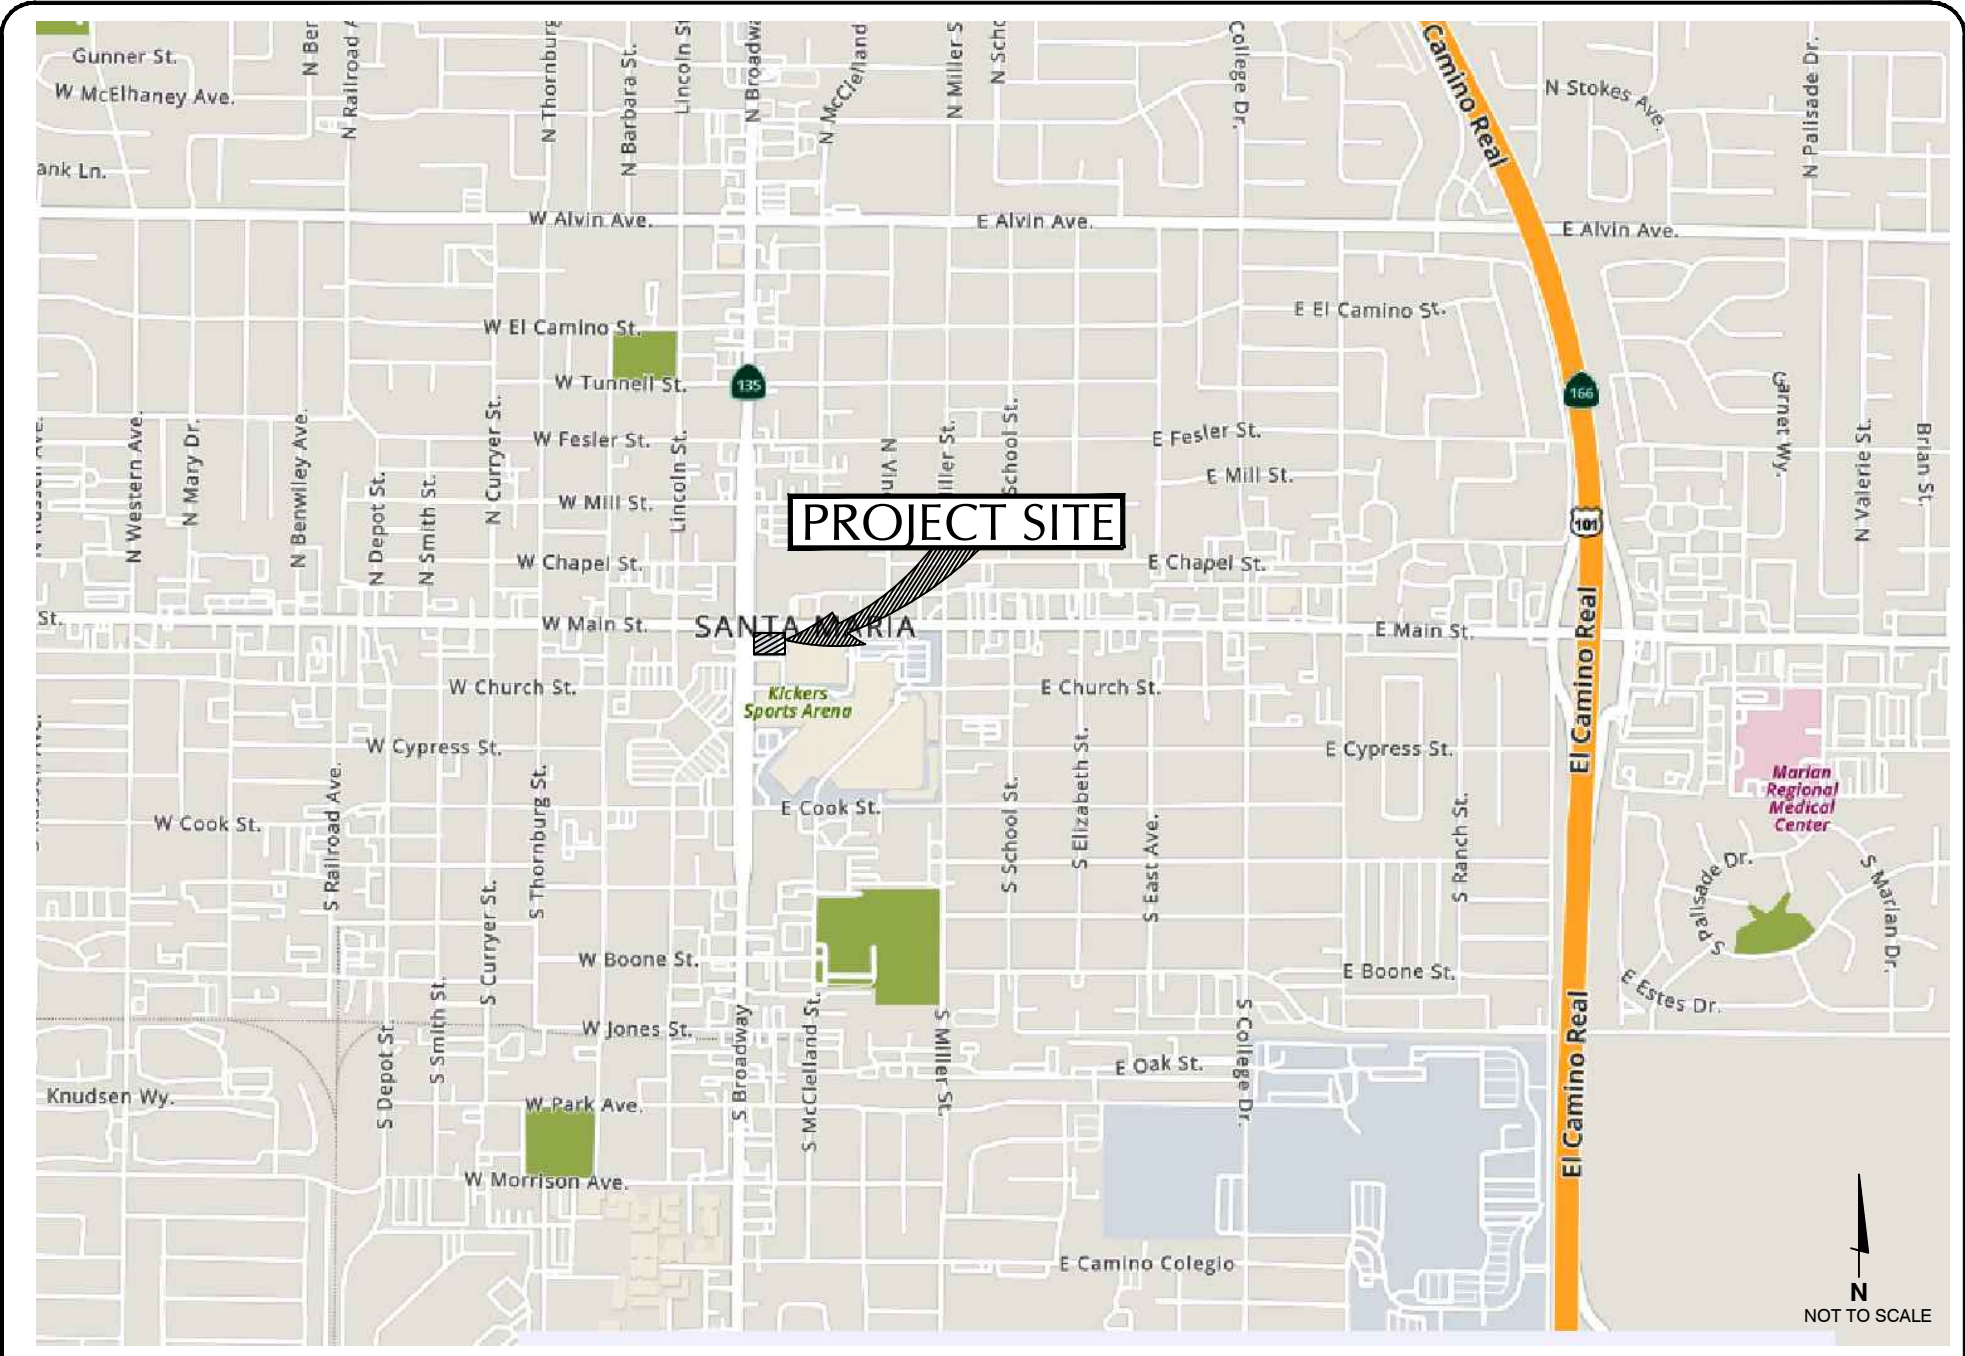 Gunner St.
W McElhaney Ave.
ank Ln.
N Ber
N Railroad A
N Thornburg
N Barbara St.
Lincoln St
N Broadwa
N McClelland
N Miller S
N Scho
College Dr.
Camino Real
N Stokes Ave.
N Palisade Dr.
W Alvin Ave.
E Alvin Ave.
E Alvin Ave.
W El Camino St.
E El Camino St.
W Tunnell St.
135
166
W Fesler St.
E Fesler St.
E Mill St.
W Mill St.
N Western Ave.
N Mary Dr.
N Benwiley Ave.
N Depot St.
N Smith St.
N Curryer St.
Lincoln St.
iller St.
School St.
Garnet Wy.
N Valerie St.
Brian St.
101
PROJECT SITE
W Chapel St.
E Chapel St.
St.
W Main St.
SANTA MARIA
E Main St.
El Camino Real
W Church St.
Kickers
Sports Arena
E Church St.
W Cypress St.
E Cypress St.
Marian
Regional
Medical
Center
W Cook St.
E Cook St.
S Railroad Ave.
S Thornburg St.
S Curryer St.
S School St.
S Elizabeth St.
S East Ave.
S Ranch St.
S Palisade Dr.
S Marian Dr.
W Boone St.
E Boone St.
E Estes Dr.
W Jones St.
S Smith St.
S Depot St.
S Broadway
S McClelland St.
S Miller St.
S College Dr.
El Camino Real
E Oak St.
Knudsen Wy.
W Park Ave.
W Morrison Ave.
E Camino Colegio
N
NOT TO SCALE